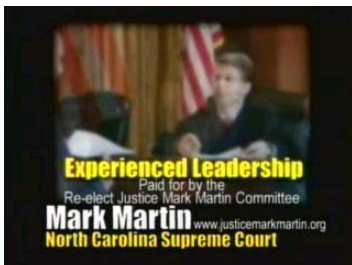 Experienced Leadership
Paid for by the
Re-elect Justice Mark Martin Committee
Mark Martin www.justicemarkmartin.org
North Carolina Supreme Court